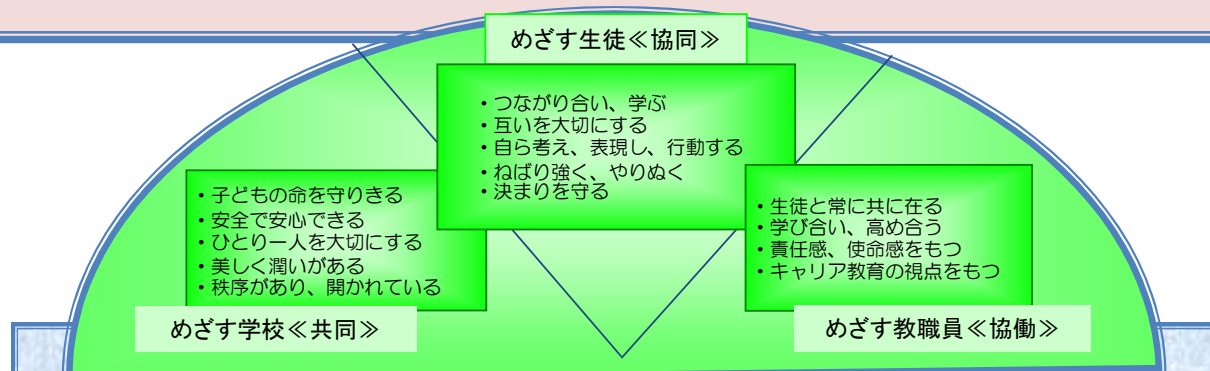 めざす生徒≪協同≫
・つながり合い、学ぶ
・互いを大切にする
・自ら考え、表現し、行動する
・ねばり強く、やりぬく
・決まりを守る
・子どもの命を守りきる
・安全で安心できる
・ひとり一人を大切にする
・美しく潤いがある
・秩序があり、開かれている
めざす学校≪共同≫
・生徒と常に共に在る
・学び合い、高め合う
・責任感、使命感をもつ
・キャリア教育の視点をもつ
めざす教職員≪協働≫